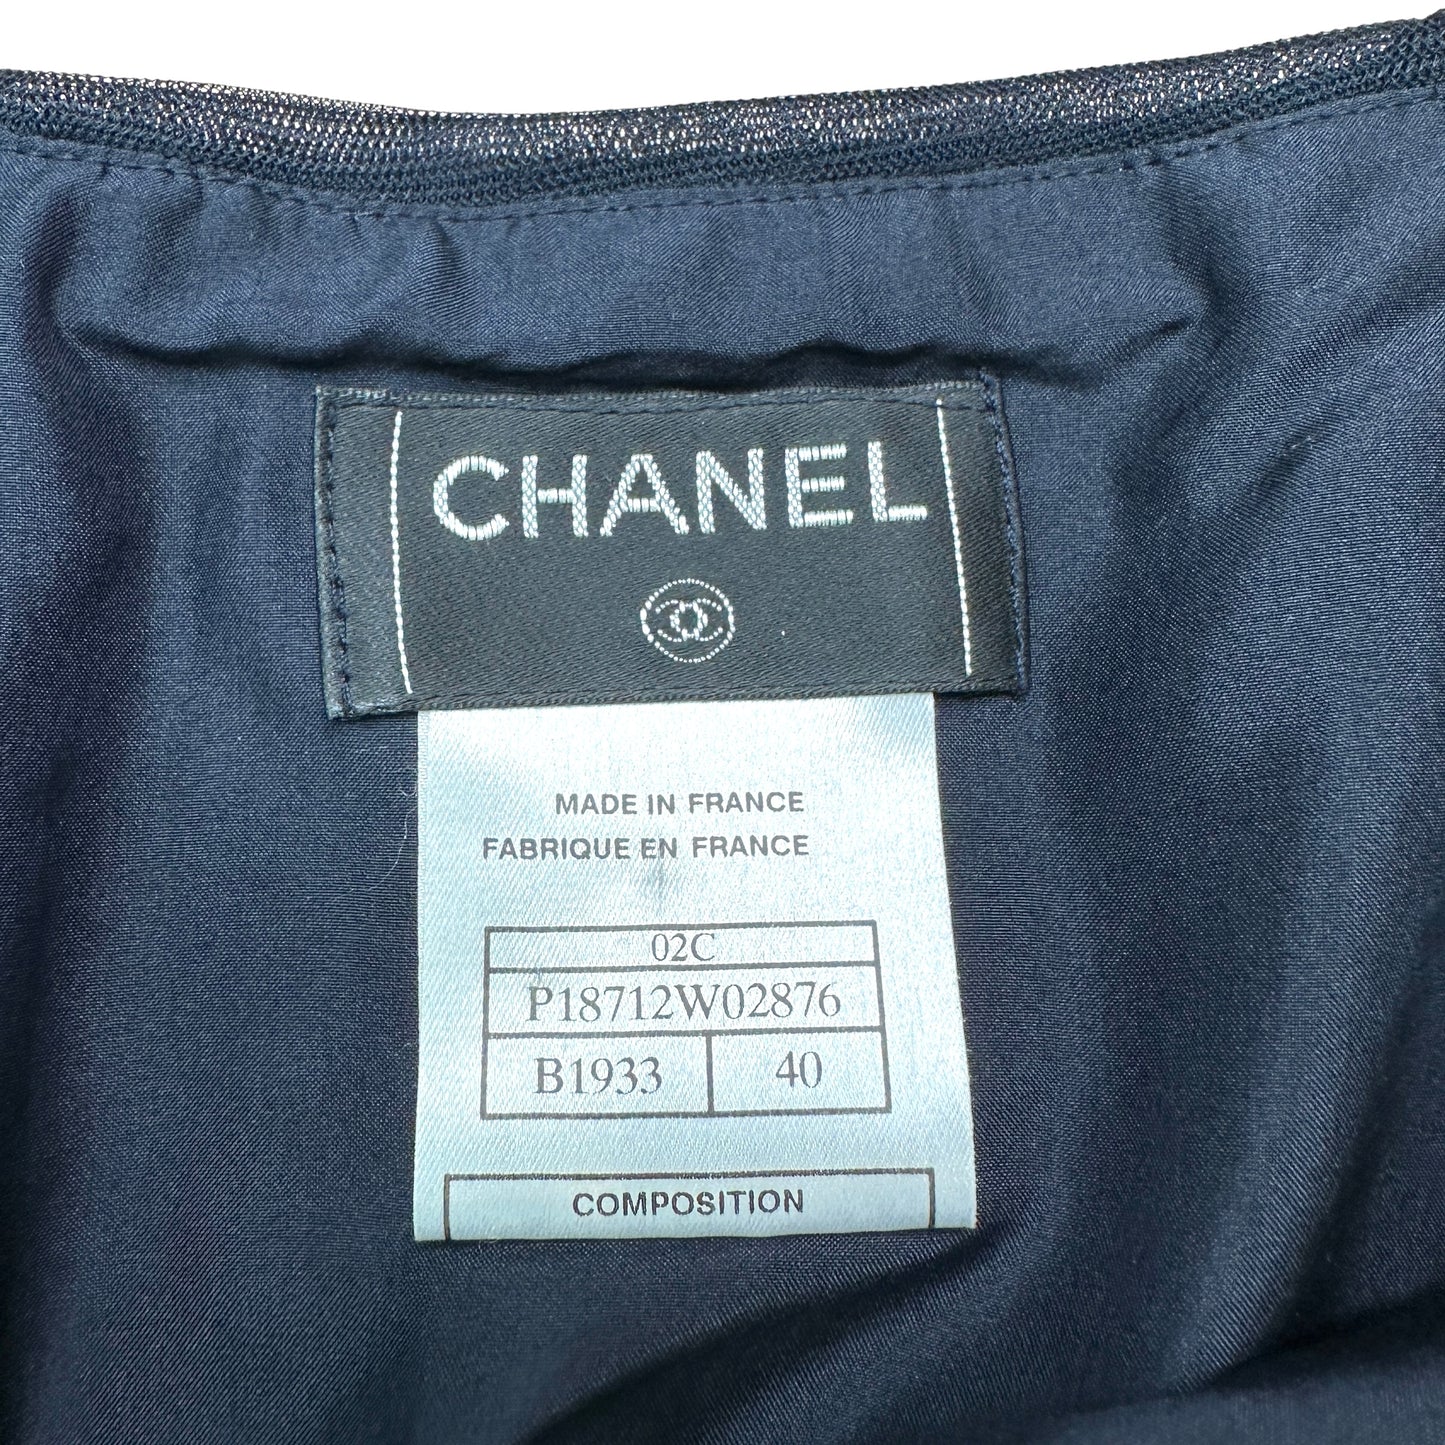 CHANEL
MADE IN FRANCE
FABRIQUE EN FRANCE
02C
P18712W02876
B1933 40
COMPOSITION